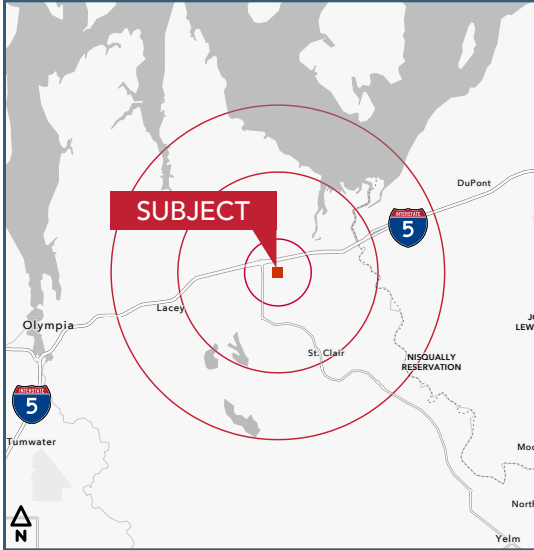 DuPont
SUBJECT
INTERSTATE
5
Lacey
Olympia
St. Clair
NISQUALLY
RESERVATION
INTERSTATE
5
Tumwater
N
Yelm